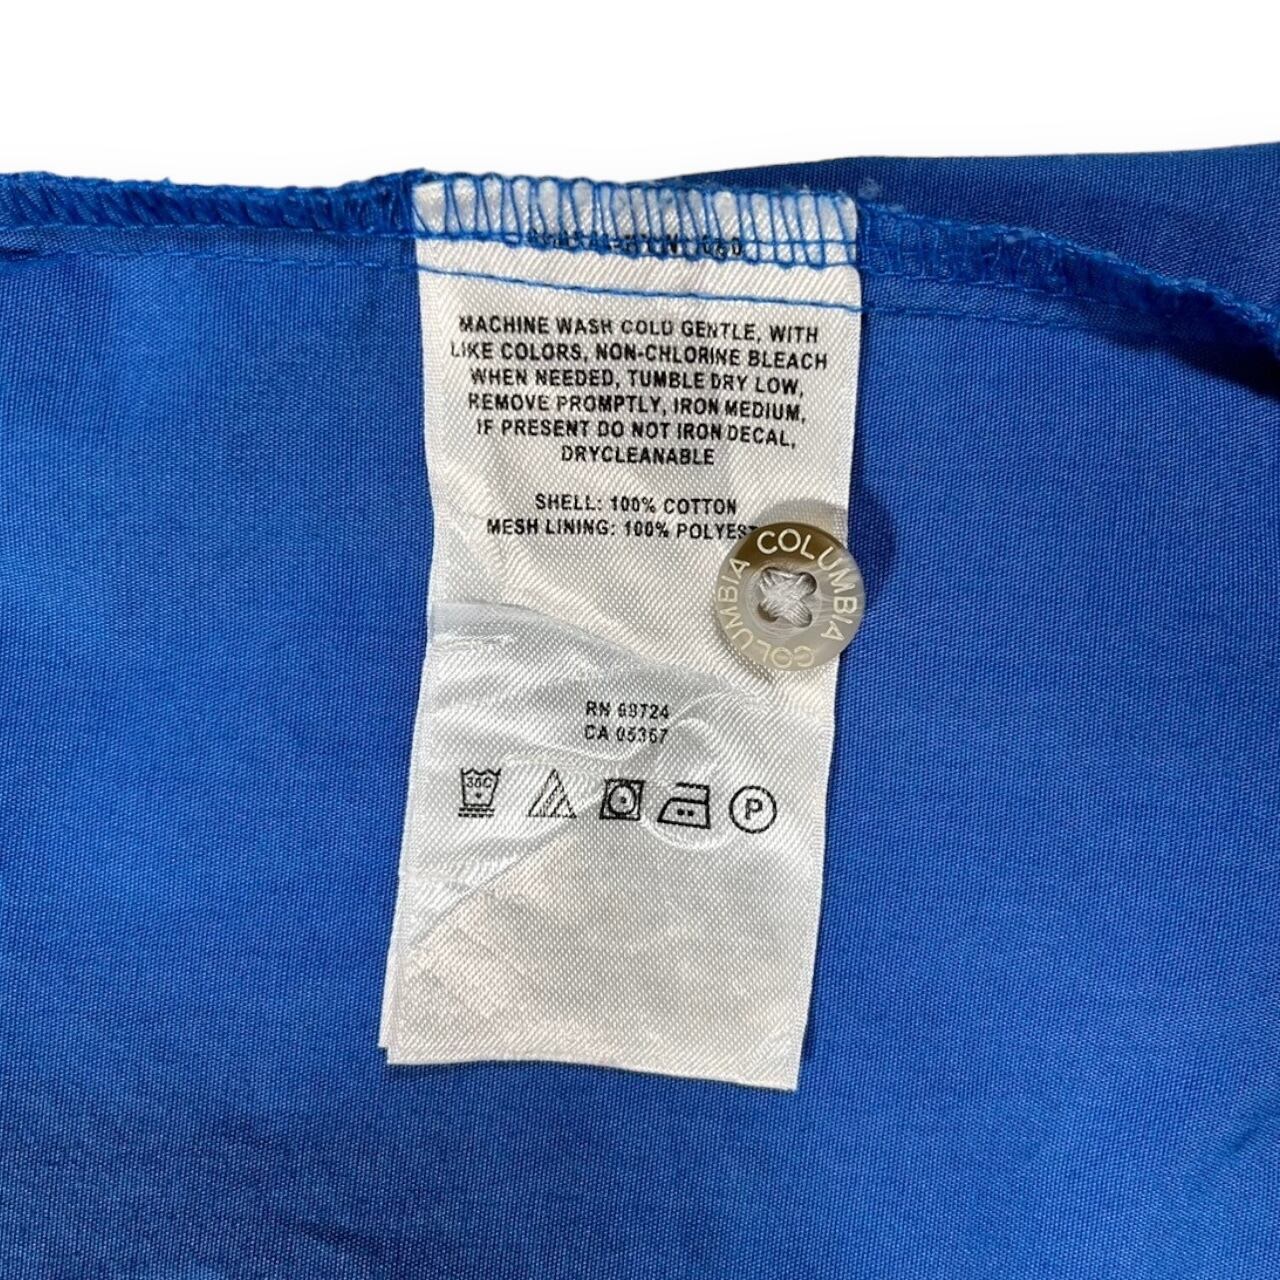 MACHINE WASH COLD GENTLE, WITH
LIKE COLORS, NON-CHLORINE BLEACH
WHEN NEEDED, TUMBLE DRY LOW,
REMOVE PROMPTLY, IRON MEDIUM,
IF PRESENT DO NOT IRON DECAL,
DRYCLEANABLE
SHELL: 100% COTTON
MESH LINING: 100% POLYEST
COLUMBIA
COLUMBIA
RN 69724
CA 05367
30C
P